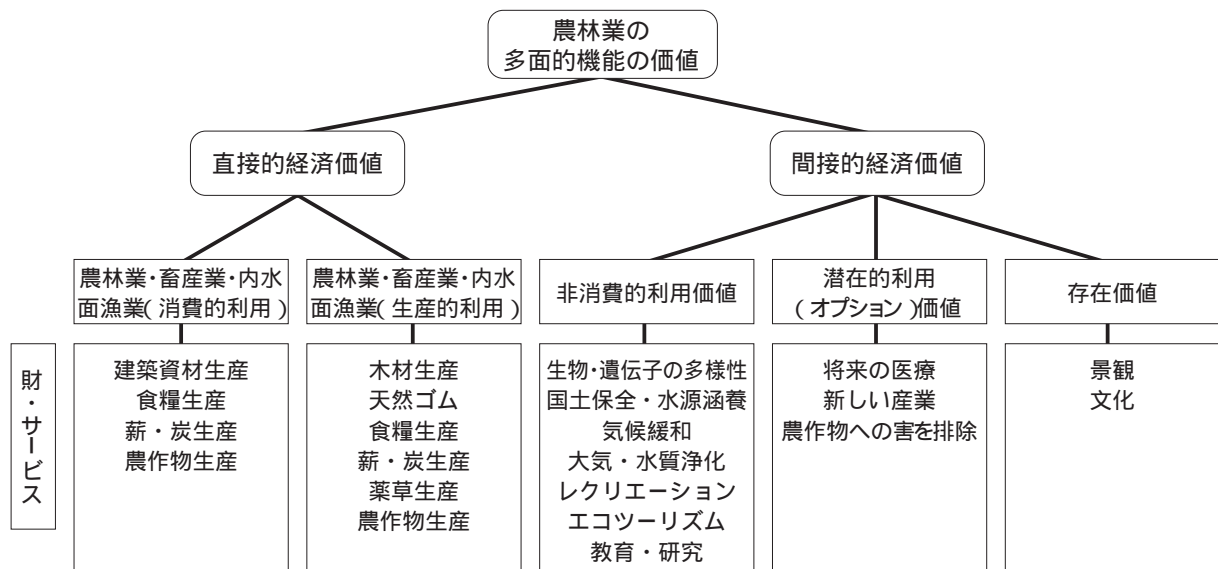 農林業の
多面的機能の価値
直接的経済価値
間接的経済価値
農林業・畜産業・内水
面漁業(消費的利用)
農林業・畜産業・内水
面漁業(生産的利用)
非消費的利用価値
潜在的利用
(オプション)価値
存在価値
財・サービス
建築資材生産
食糧生産
薪・炭生産
農作物生産
木材生産
天然ゴム
食糧生産
薪・炭生産
薬草生産
農作物生産
生物・遺伝子の多様性
国土保全・水源涵養
気候緩和
大気・水質浄化
レクリエーション
エコツーリズム
教育・研究
将来の医療
新しい産業
農作物への害を排除
景観
文化